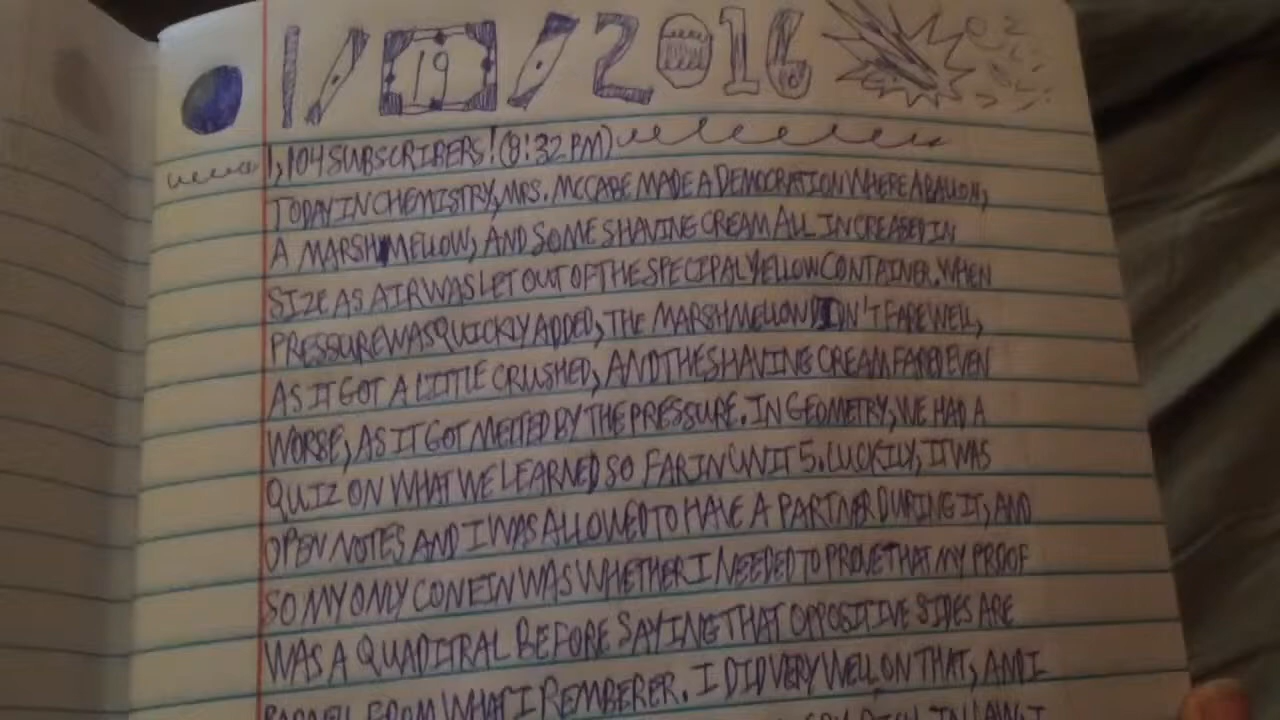 1/19/2016
1,104 SUBSCRIBERS! (8:32 PM)
TODAY IN CHEMISTRY, MRS. MCCABE MADE A DEMOCRATION WHERE A BALLON,
A MARSHMELLOW, AND SOME SHAVING CREAM ALL INCREASED IN
SIZE AS AIR WAS LET OUT OF THE SPECIPAL YELLOW CONTAINER. WHEN
PRESSURE WAS QUICKLY ADDED, THE MARSHMELLOW DIDN'T FARE WELL,
AS IT GOT A LITTLE CRUSHED, AND THE SHAVING CREAM FARED EVEN
WORSE, AS IT GOT MELTED BY THE PRESSURE. IN GEOMETRY, WE HAD A
QUIZ ON WHAT WE LEARNED SO FAR IN UNIT 5. LUCKILY, IT WAS
OPEN NOTES AND I WAS ALLOWED TO HAVE A PARTNER DURING IT, AND
SO MY ONLY CONEIN WAS WHETHER I NEEDED TO PROVE THAT MY PROOF
WAS A QUADITRAL BEFORE SAYING THAT OPPOSITIVE SIDES ARE
FROM WHAT I REMBERER. I DID VERY WELL ON THAT, AND I